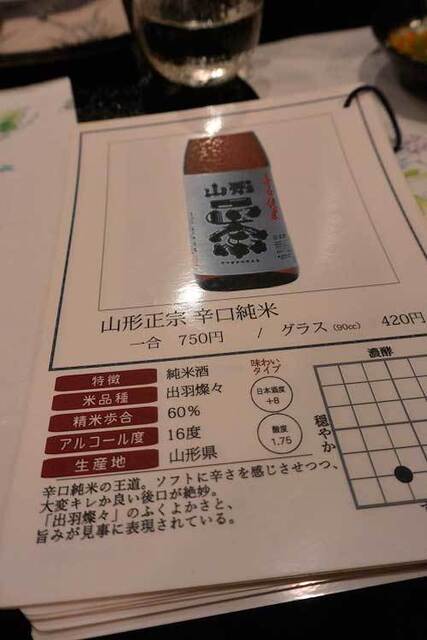 山形
正宗
山形正宗 辛口純米
一合 750円 / グラス(90cc) 420円
特徴 純米酒
米品種 出羽燦々
精米歩合 60%
アルコール度 16度
生産地 山形県
味わい
タイプ
日本酒度
+8
酸度
1.75
濃酵
穏やか
辛口純米の王道。ソフトに辛さを感じさせつつ、
大変キレか良い後口が絶妙。
「出羽燦々」のふくよかさと、
旨みが見事に表現されている。